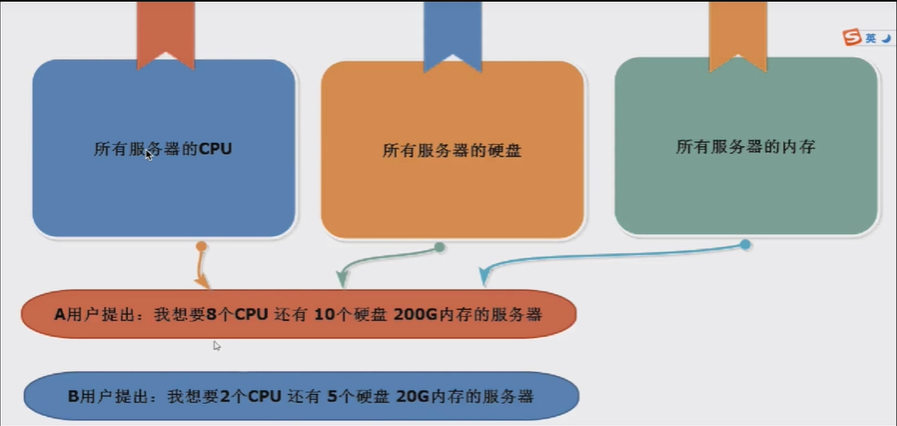 英
所有服务器的CPU
所有服务器的硬盘
所有服务器的内存
A用户提出：我想要8个CPU 还有 10个硬盘 200G内存的服务器
B用户提出：我想要2个CPU 还有 5个硬盘 20G内存的服务器